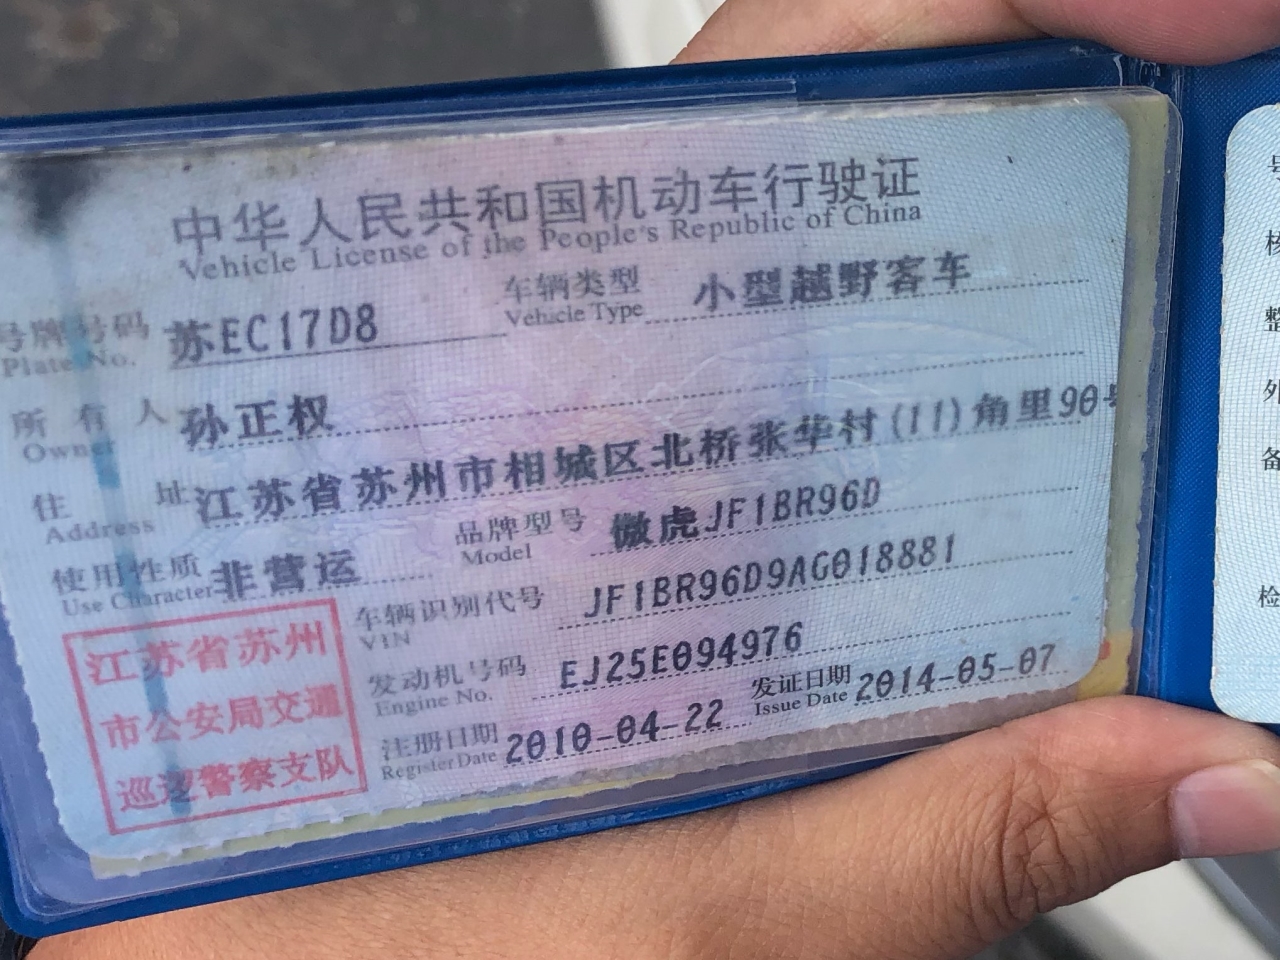 中华人民共和国机动车行驶证
Vehicle License of the People's Republic of China
号牌号码 苏EC17D8 车辆类型 小型越野客车
Plate No. Vehicle Type
所有人 孙正权
Owner
住址 江苏省苏州市相城区北桥张华村(11)角里90号
Address
使用性质 非营运 品牌型号 傲虎JF1BR96D
Use Character Model
车辆识别代号 JF1BR96D9AG018881
VIN
发动机号码 EJ25E094976
Engine No.
注册日期 2010-04-22 发证日期 2014-05-07
Register Date Issue Date
江苏省苏州
市公安局交通
巡逻警察支队
号
核
整
外
备
检